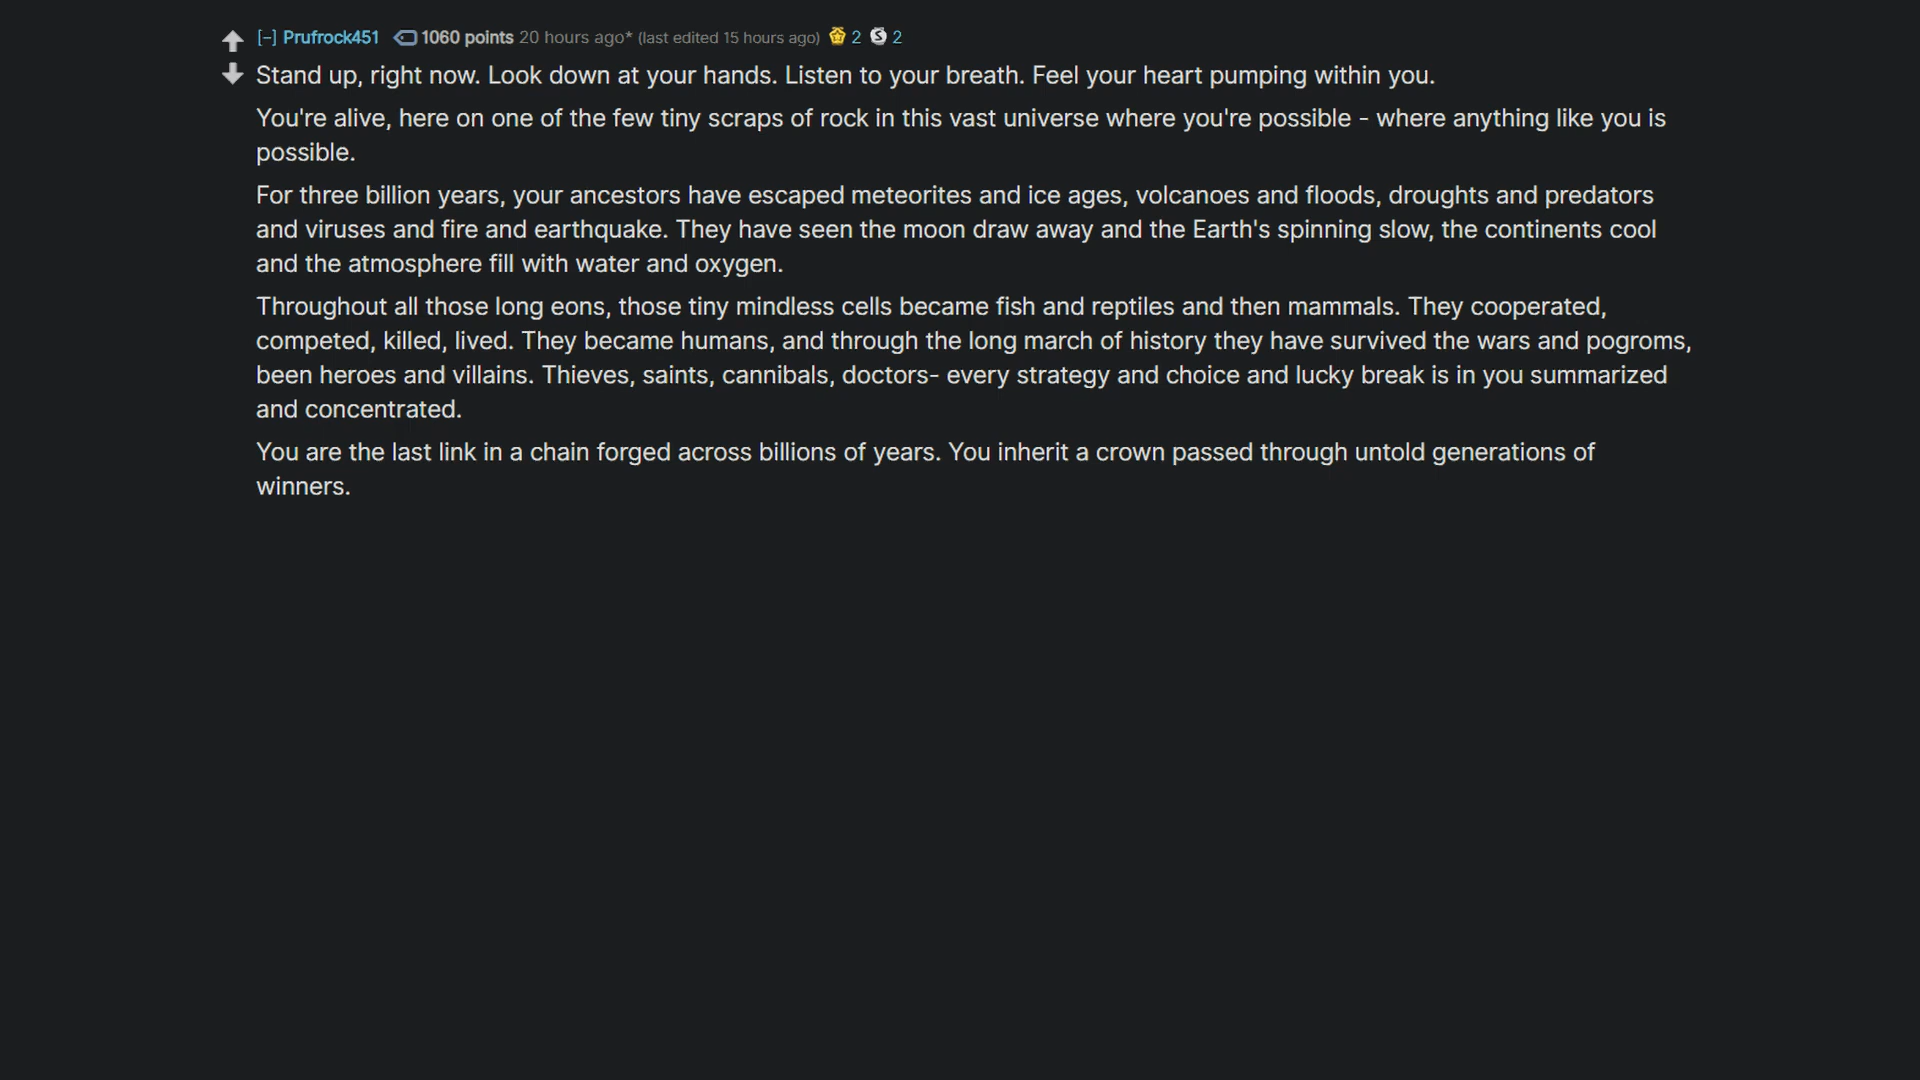 [–] Prufrock451 1060 points 20 hours ago* (last edited 15 hours ago) 2 S 2
Stand up, right now. Look down at your hands. Listen to your breath. Feel your heart pumping within you.
You're alive, here on one of the few tiny scraps of rock in this vast universe where you're possible - where anything like you is
possible.
For three billion years, your ancestors have escaped meteorites and ice ages, volcanoes and floods, droughts and predators
and viruses and fire and earthquake. They have seen the moon draw away and the Earth's spinning slow, the continents cool
and the atmosphere fill with water and oxygen.
Throughout all those long eons, those tiny mindless cells became fish and reptiles and then mammals. They cooperated,
competed, killed, lived. They became humans, and through the long march of history they have survived the wars and pogroms,
been heroes and villains. Thieves, saints, cannibals, doctors- every strategy and choice and lucky break is in you summarized
and concentrated.
You are the last link in a chain forged across billions of years. You inherit a crown passed through untold generations of
winners.